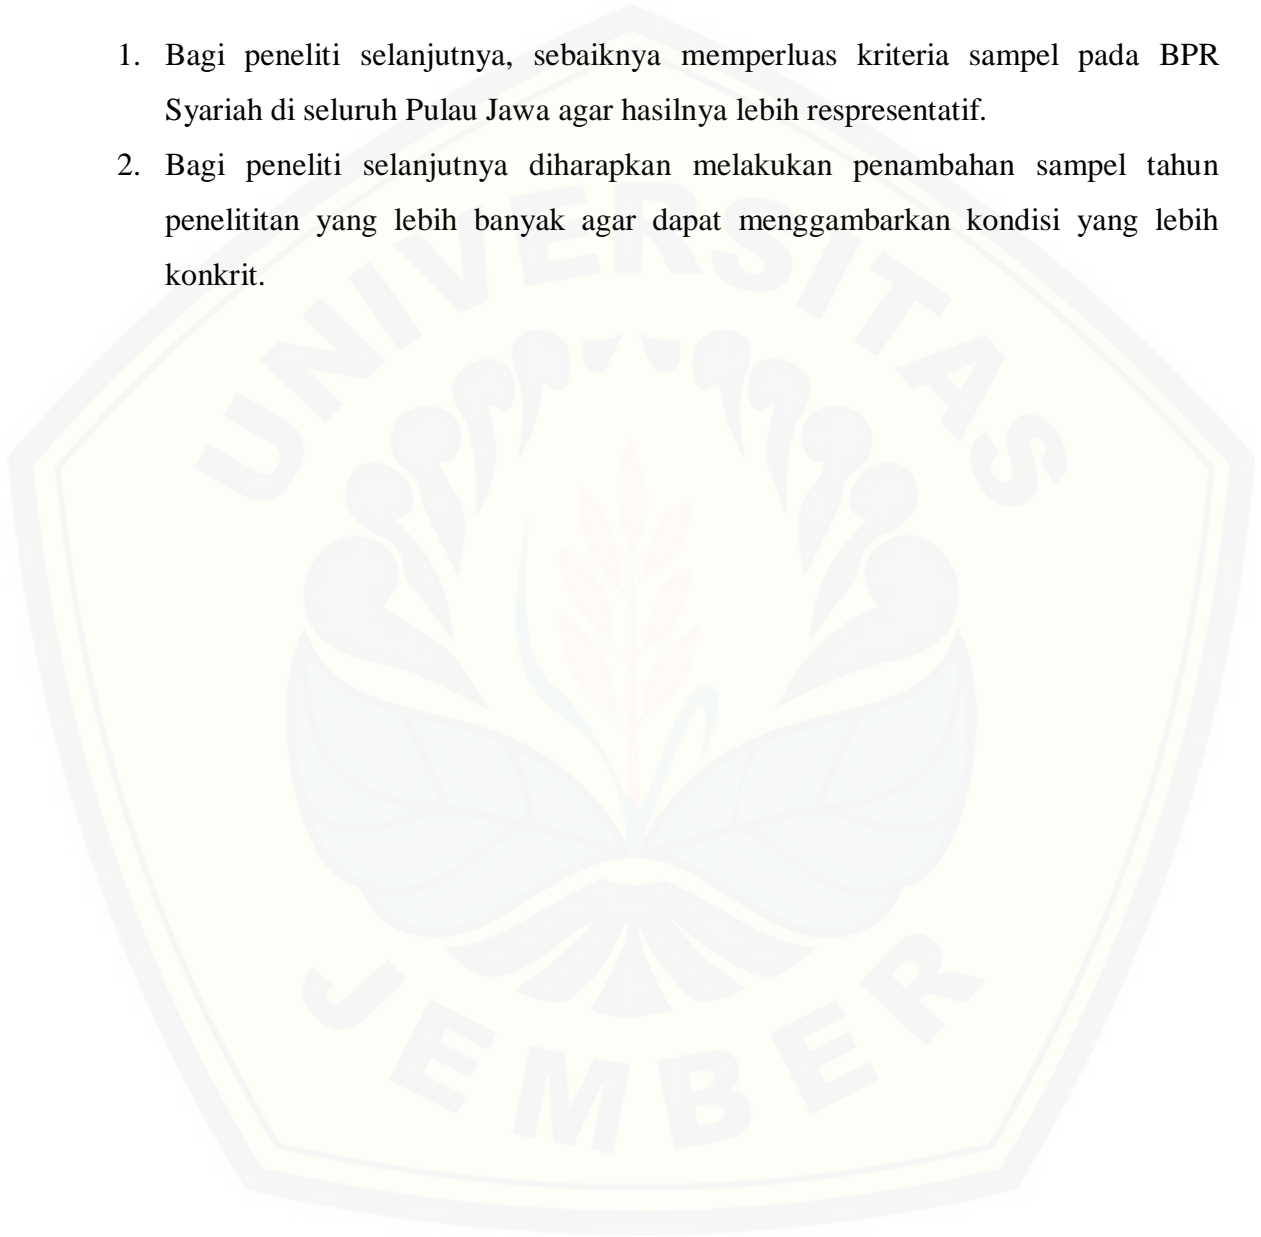 1. Bagi peneliti selanjutnya, sebaiknya memperluas kriteria sampel pada BPR
Syariah di seluruh Pulau Jawa agar hasilnya lebih respresentatif.
2. Bagi peneliti selanjutnya diharapkan melakukan penambahan sampel tahun
penelititan yang lebih banyak agar dapat menggambarkan kondisi yang lebih
konkrit.
UNIVERSITAS
JEMBER